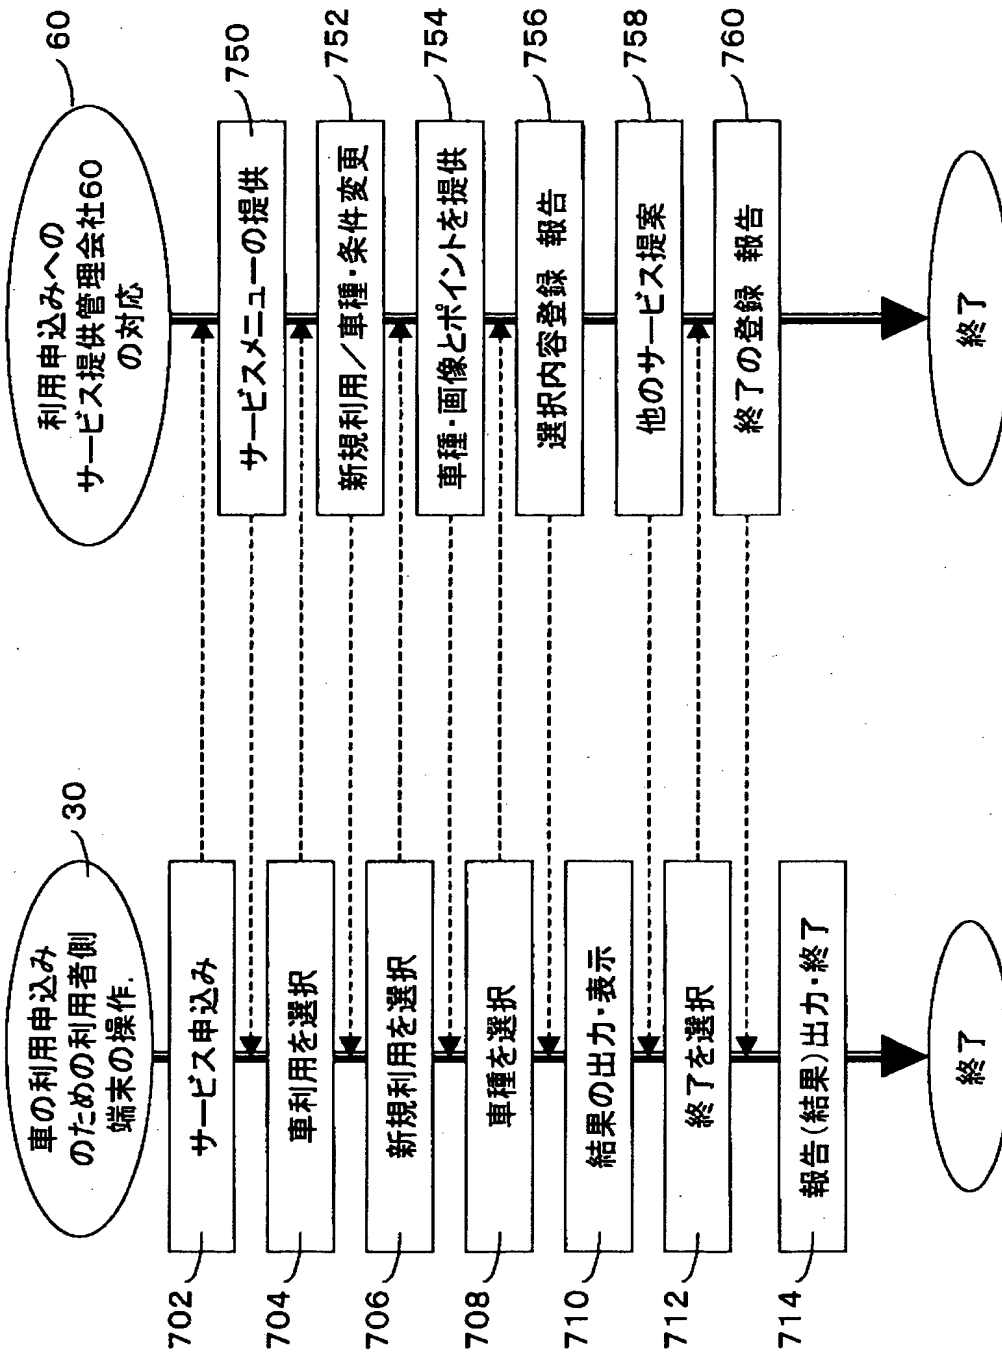 車の利用申込み
のための利用者側
端末の操作.
30
702
サービス申込み
704
車利用を選択
706
新規利用を選択
708
車種を選択
710
結果の出力・表示
712
終了を選択
714
報告(結果)出力・終了
終了
利用申込みへの
サービス提供管理会社60
の対応
60
サービスメニューの提供
750
新規利用／車種・条件変更
752
車種・画像とポイントを提供
754
選択内容登録 報告
756
他のサービス提案
758
終了の登録 報告
760
終了